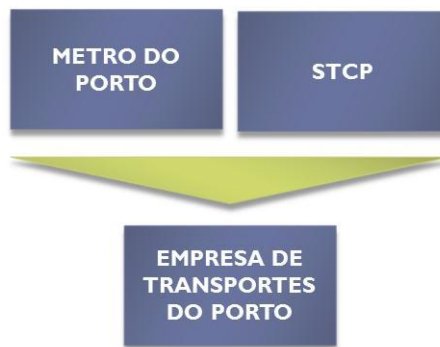 METRO DO
PORTO
STCP
EMPRESA DE
TRANSPORTES
DO PORTO